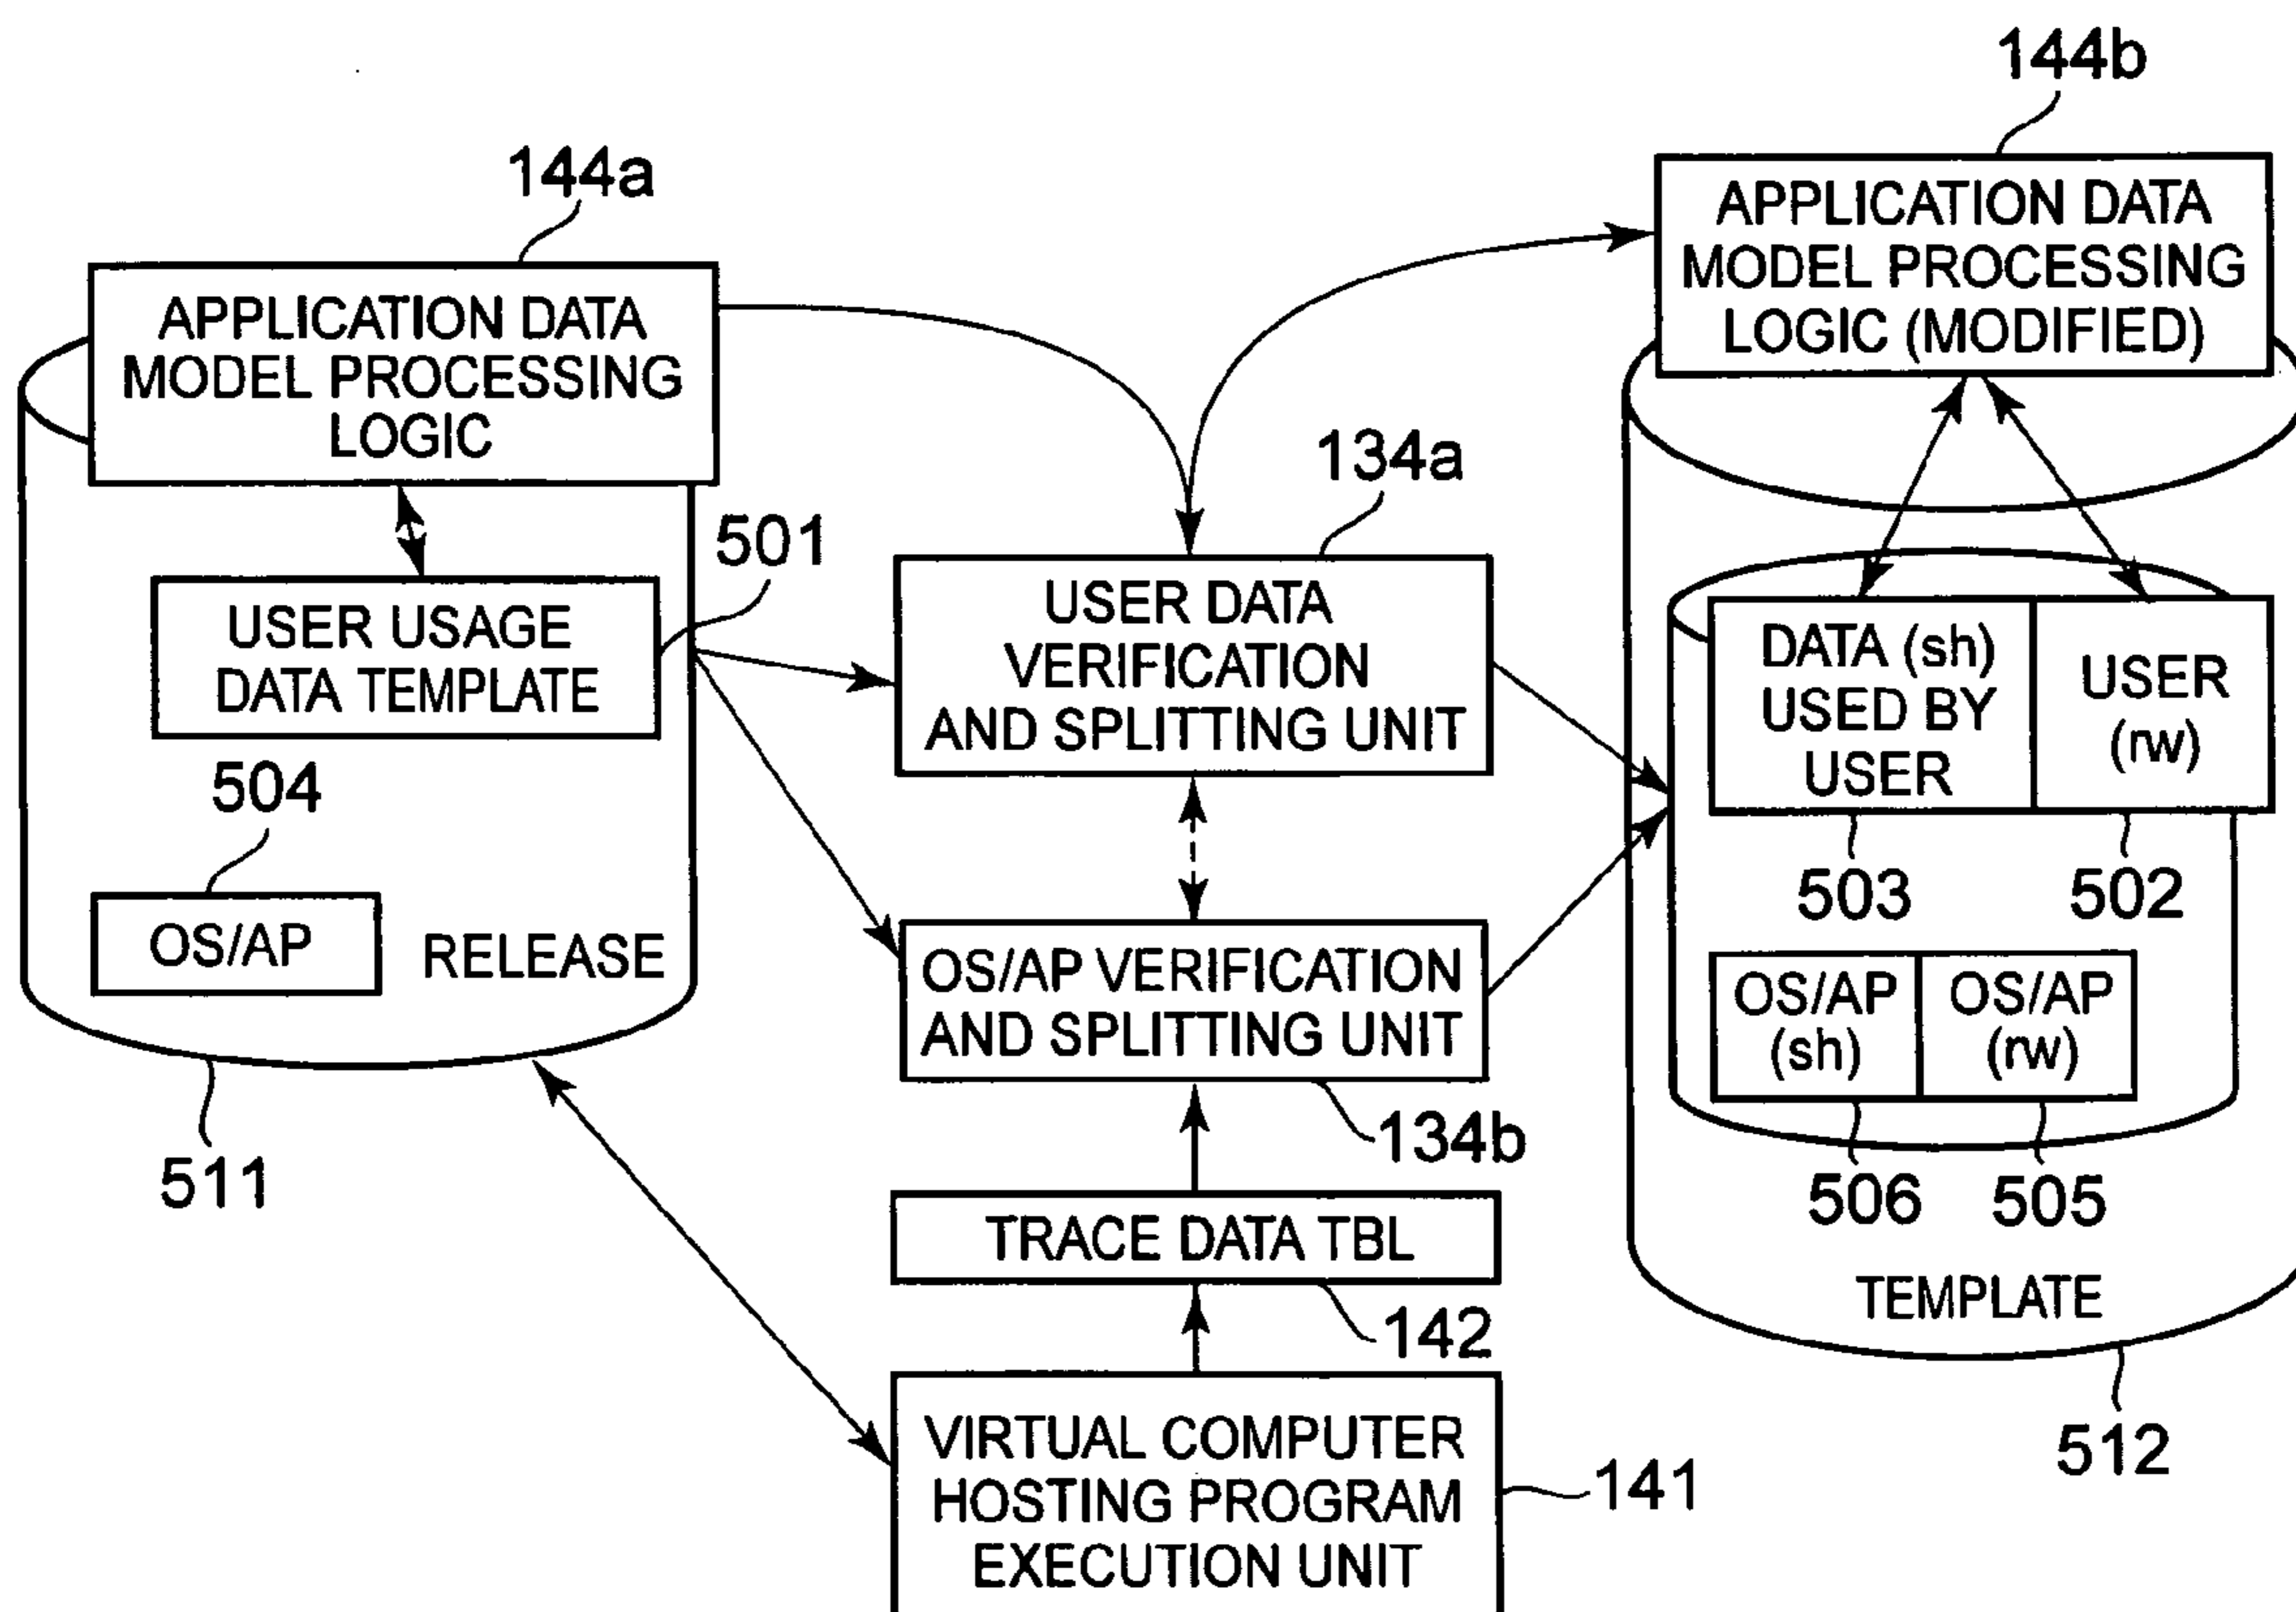 144b
APPLICATION DATA
MODEL PROCESSING
LOGIC (MODIFIED)
144a
APPLICATION DATA
MODEL PROCESSING
LOGIC
501
USER USAGE
DATA TEMPLATE
504
OS/AP
RELEASE
511
134a
USER DATA
VERIFICATION
AND SPLITTING UNIT
OS/AP VERIFICATION
AND SPLITTING UNIT
134b
TRACE DATA TBL
142
VIRTUAL COMPUTER
HOSTING PROGRAM
EXECUTION UNIT
141
DATA (sh)
USED BY
USER
USER
(rw)
503
502
OS/AP
(sh)
OS/AP
(rw)
506
505
TEMPLATE
512